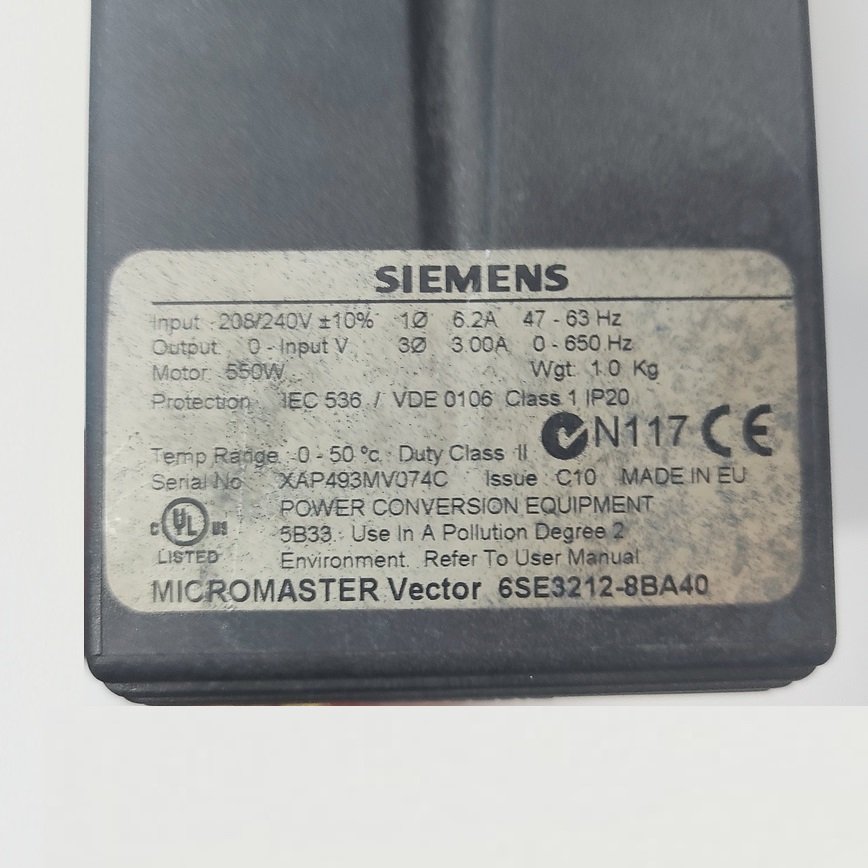 SIEMENS
Input 208/240V ±10% 1Ø 6.2A 47 - 63 Hz
Output 0 - Input V 3Ø 3.00A 0 - 650 Hz
Motor: 550W Wgt. 1.0 Kg
Protection IEC 536 / VDE 0106 Class 1 IP20
N117 CE
Temp Range 0 - 50 °c. Duty Class II
Serial No XAP493MV074C Issue C10 MADE IN EU
POWER CONVERSION EQUIPMENT
C UL US 5B33. Use In A Pollution Degree 2
LISTED Environment. Refer To User Manual
MICROMASTER Vector 6SE3212-8BA40